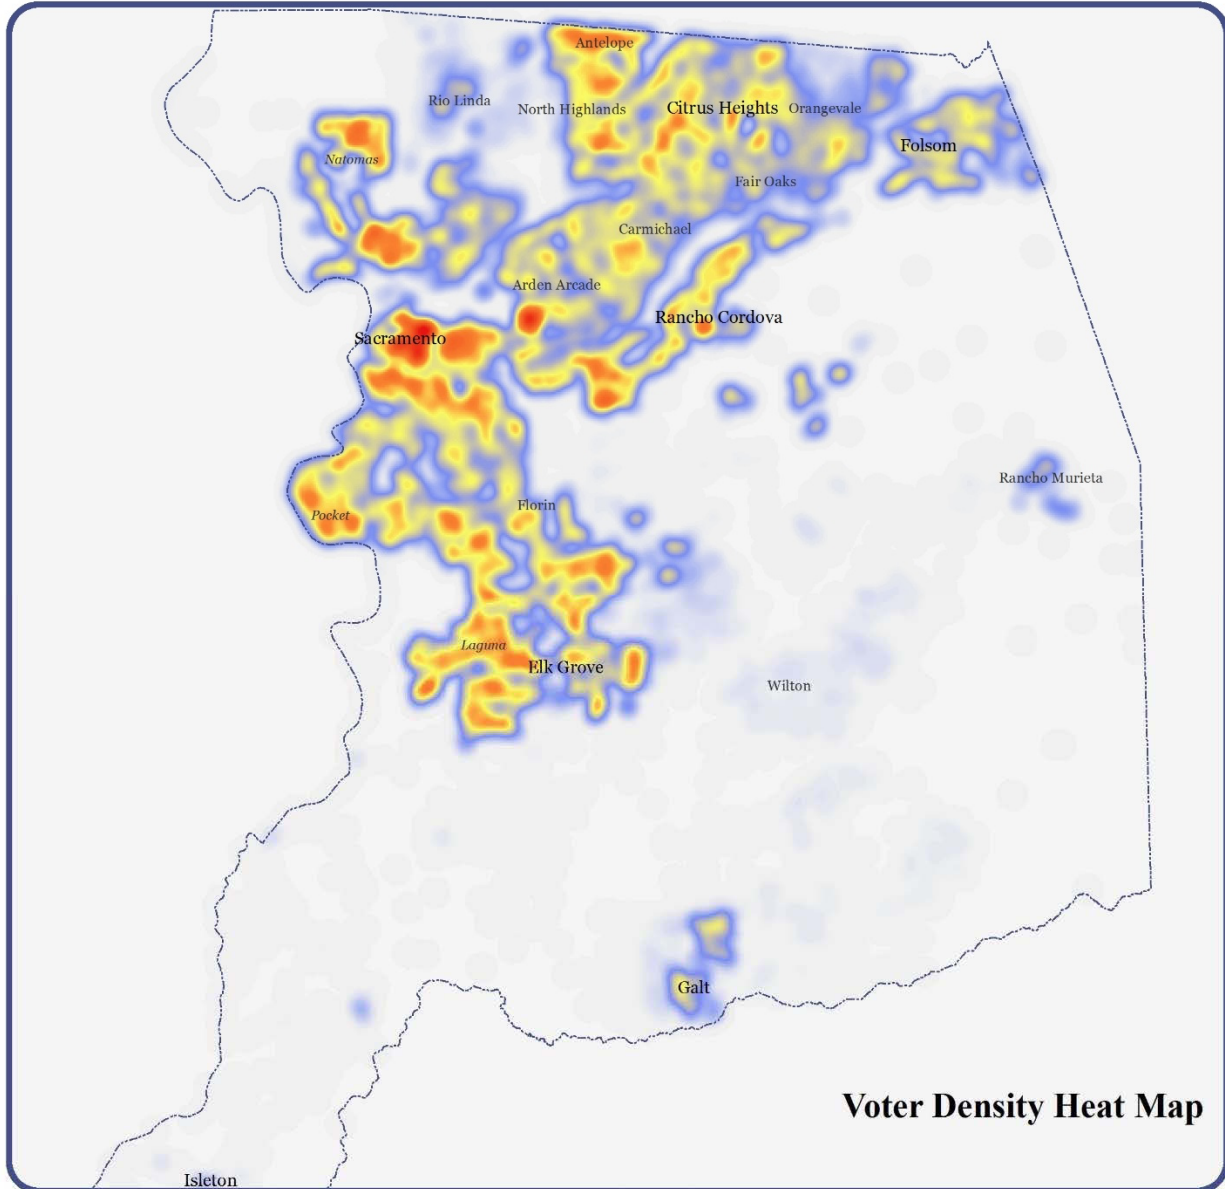 Antelope
Rio Linda
North Highlands
Citrus Heights
Orangevale
Folsom
Natomas
Fair Oaks
Carmichael
Arden Arcade
Rancho Cordova
Sacramento
Rancho Murieta
Florin
Pocket
Laguna
Elk Grove
Wilton
Galt
Voter Density Heat Map
Isleton